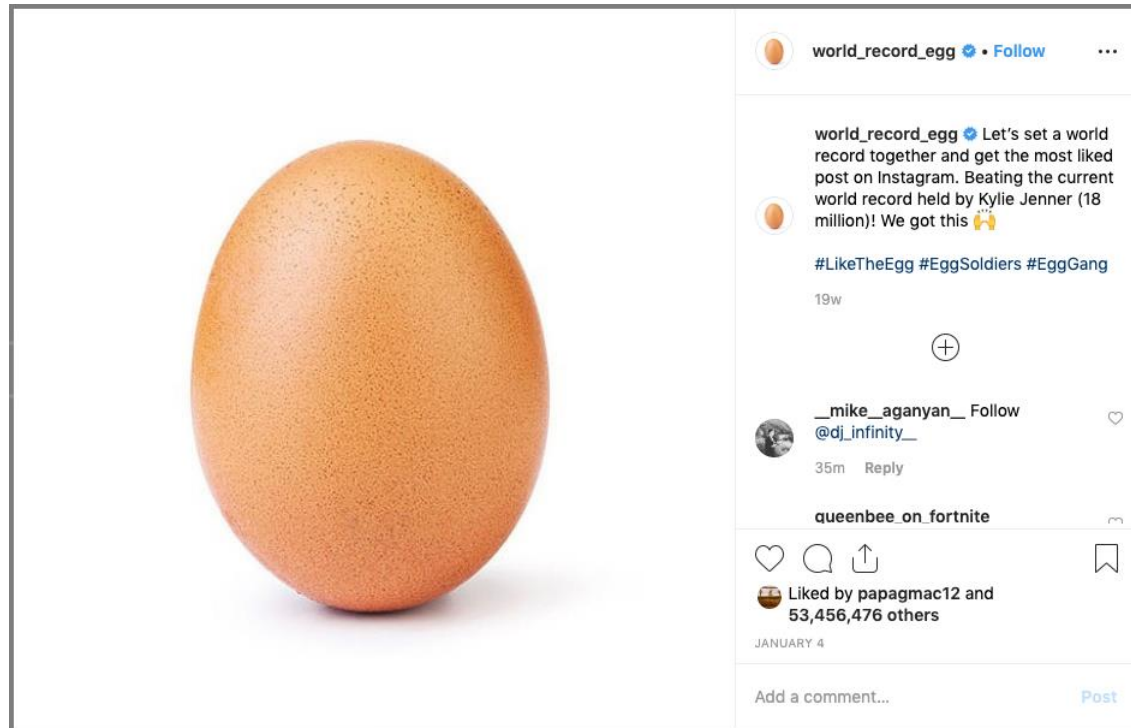 world_record_egg • Follow
world_record_egg Let's set a world
record together and get the most liked
post on Instagram. Beating the current
world record held by Kylie Jenner (18
million)! We got this 🙌
#LikeTheEgg #EggSoldiers #EggGang
19w
__mike__aganyan__ Follow
@dj_infinity__
35m Reply
queenbee_on_fortnite
Liked by papagmac12 and
53,456,476 others
JANUARY 4
Add a comment... Post